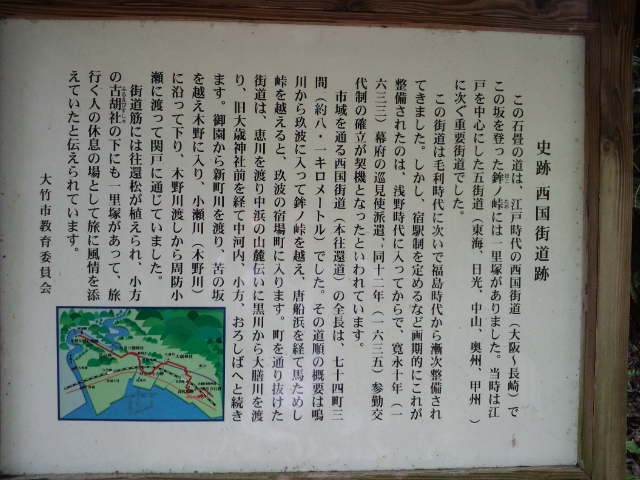 史跡 西国街道跡
この石畳の道は、江戸時代の西国街道(大阪〜長崎)で
この坂を登った鉾ノ峠には一里塚がありました。当時は江
戸を中心にした五街道(東海、日光、中山、奥州、甲州)
に次ぐ重要街道でした。
この街道は毛利時代に次いで福島時代から漸次整備され
てきました。しかし、宿駅制を定めるなど画期的にこれが
整備されたのは、浅野時代に入ってからで、寛永十年(一
六三三)幕府の巡見使派遣、同十二年(一六三五)参勤交
代制の確立が契機となったといわれています。
市域を通る西国街道(本往還道)の全長は、七十四町三
間(約八・一キロメートル)でした。その道順の概要は鳴
川から玖波に入って鉾ノ峠を越え、唐船浜を経て馬ためし
峠を越えると、玖波の宿場町に入ります。町を通り抜けた
街道は、恵川を渡り中浜の山麓伝いに黒川から大膳川を渡
り、旧大歳神社前を経て中河内、小方、おろしばへと続き
ます。御園から新町川を渡り、苦の坂
を越え木野に入り、小瀬川(木野川)
に沿って下り、木野川渡しから周防小
瀬に渡って関戸に通じていました。
街道筋には往還松が植えられ、小方
の古胡社の下にも一里塚があって、旅
行く人の休息の場として旅に風情を添
えていたと伝えられています。
大竹市教育委員会